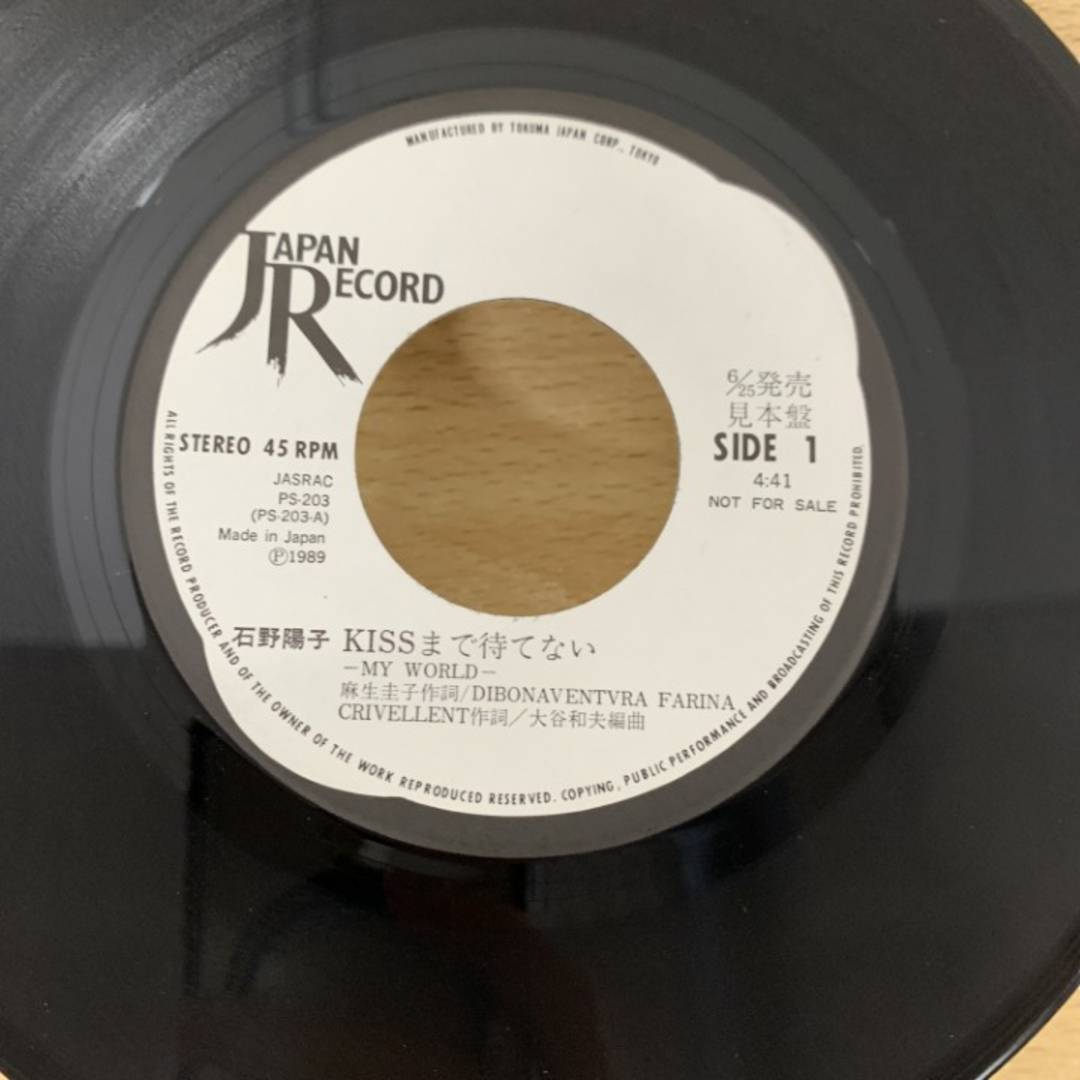 MANUFACTURED BY TOKUMA JAPAN CORP., TOKYO
JAPAN
RECORD
6/25発売
見本盤
STEREO 45 RPM
SIDE 1
JASRAC
PS-203
(PS-203-A)
Made in Japan
Ⓟ1989
4:41
NOT FOR SALE
石野陽子 KISSまで待てない
−MY WORLD−
麻生圭子作詞/DIBONAVENTVRA FARINA
CRIVELLENT作詞/大谷和夫編曲
ALL RIGHTS OF THE RECORD PRODUCER AND OF THE OWNER OF THE WORK REPRODUCED RESERVED. COPYING, PUBLIC PERFORMANCE AND BROADCASTING OF THIS RECORD PROHIBITED.